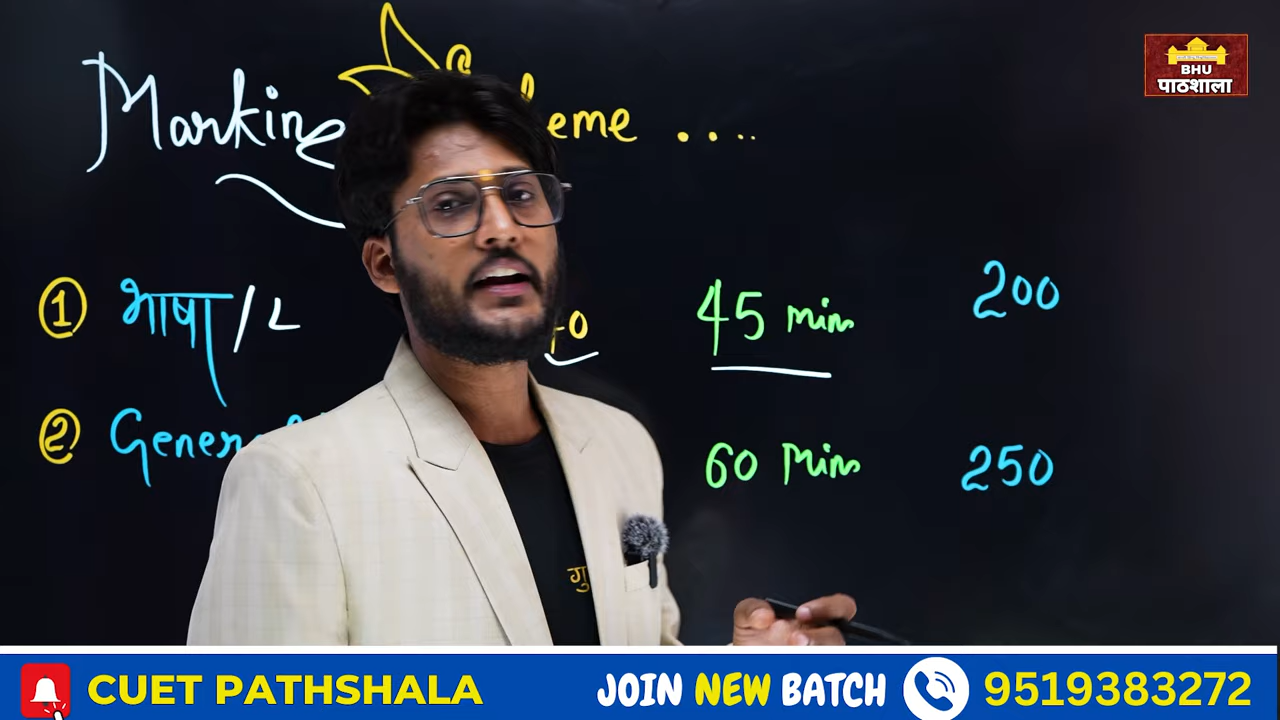 BHU
पाठशाला
Marking eme ....
① भाषा / L 40 45 min 200
② Gener 60 Min 250
गु
CUET PATHSHALA JOIN NEW BATCH 9519383272